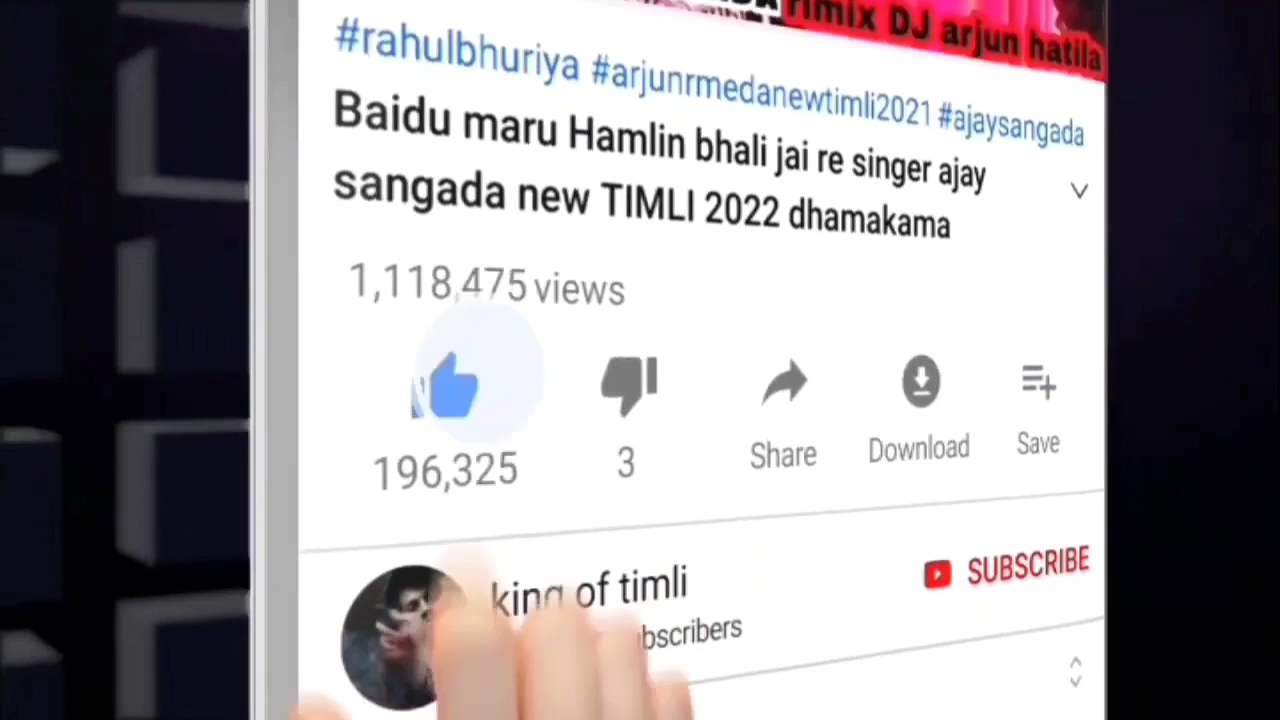 rimix DJ arjun hatila
#rahulbhuriya #arjunrmedanewtimli2021 #ajaysangada
Baidu maru Hamlin bhali jai re singer ajay
sangada new TIMLI 2022 dhamakama
1,118,475 views
196,325
3
Share
Download
Save
king of timli
SUBSCRIBE